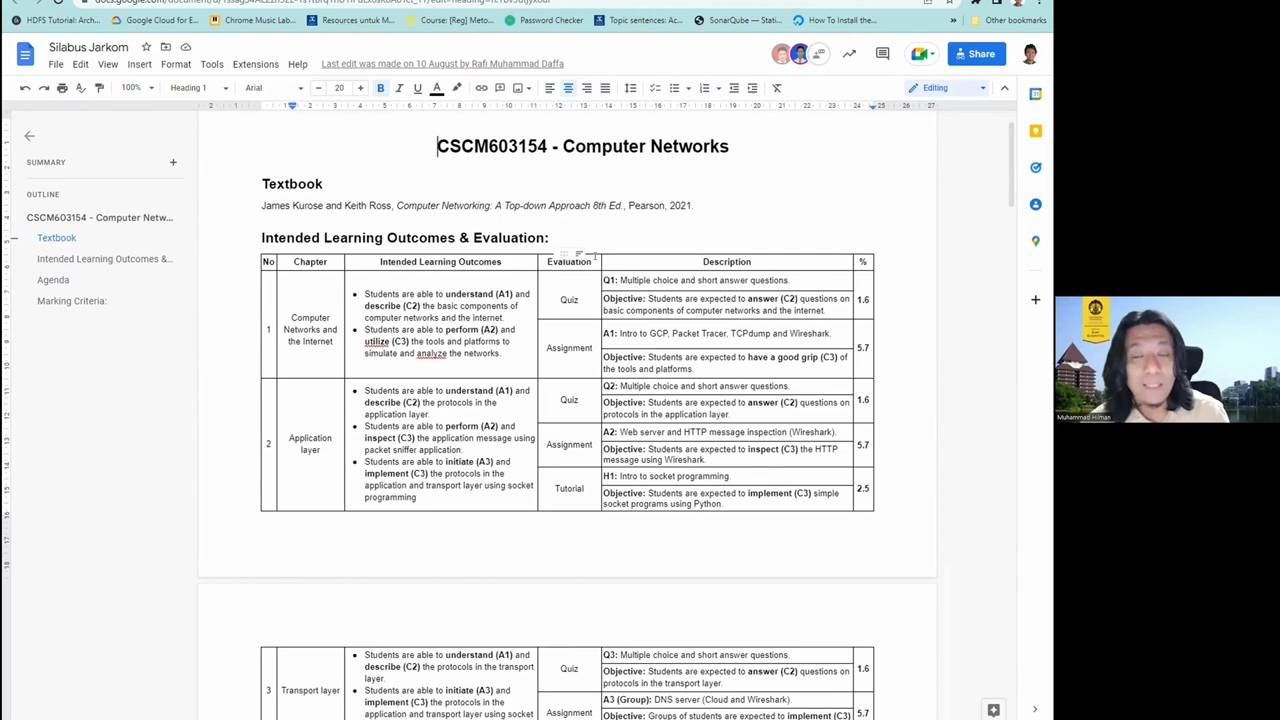 HDFS Tutorial: Archit...
Google Cloud for E...
Chrome Music Lab...
Resources untuk M...
Course: [Reg] Meto...
Password Checker
Topic sentences: Ac...
SonarQube — Stati...
How To Install the...
Other bookmarks
Silabus Jarkom
Share
File Edit View Insert Format Tools Extensions Help
Last edit was made on 10 August by Rafi Muhammad Daffa
100% Heading 1 Arial 20 Editing
CSCM603154 - Computer Networks
SUMMARY
OUTLINE
CSCM603154 - Computer Netw...
Textbook
Intended Learning Outcomes &...
Agenda
Marking Criteria:
Textbook
James Kurose and Keith Ross, Computer Networking: A Top-down Approach 8th Ed., Pearson, 2021.
Intended Learning Outcomes & Evaluation:
No Chapter Intended Learning Outcomes Evaluation Description %
1
Computer
Networks and
the Internet
Students are able to understand (A1) and
describe (C2) the basic components of
computer networks and the internet.
Students are able to perform (A2) and
utilize (C3) the tools and platforms to
simulate and analyze the networks.
Quiz
Q1: Multiple choice and short answer questions.
Objective: Students are expected to answer (C2) questions on
basic components of computer networks and the internet.
1.6
Assignment
A1: Intro to GCP, Packet Tracer, TCPdump and Wireshark.
Objective: Students are expected to have a good grip (C3) of
the tools and platforms.
5.7
2
Application
layer
Students are able to understand (A1) and
describe (C2) the protocols in the
application layer.
Students are able to perform (A2) and
inspect (C3) the application message using
packet sniffer application.
Students are able to initiate (A3) and
implement (C3) the protocols in the
application and transport layer using socket
programming
Quiz
Q2: Multiple choice and short answer questions.
Objective: Students are expected to answer (C2) questions on
protocols in the application layer.
1.6
Assignment
A2: Web server and HTTP message inspection (Wireshark).
Objective: Students are expected to inspect (C3) the HTTP
message using Wireshark.
5.7
Tutorial
H1: Intro to socket programming.
Objective: Students are expected to implement (C3) simple
socket programs using Python.
2.5
3
Transport layer
Students are able to understand (A1) and
describe (C2) the protocols in the transport
layer.
Students are able to initiate (A3) and
implement (C3) the protocols in the
application and transport layer using socket
Quiz
Q3: Multiple choice and short answer questions.
Objective: Students are expected to answer (C2) questions on
protocols in the transport layer.
1.6
Assignment
A3 (Group): DNS server (Cloud and Wireshark).
Objective: Groups of students are expected to implement (C3)
5.7
Muhammad Hilman